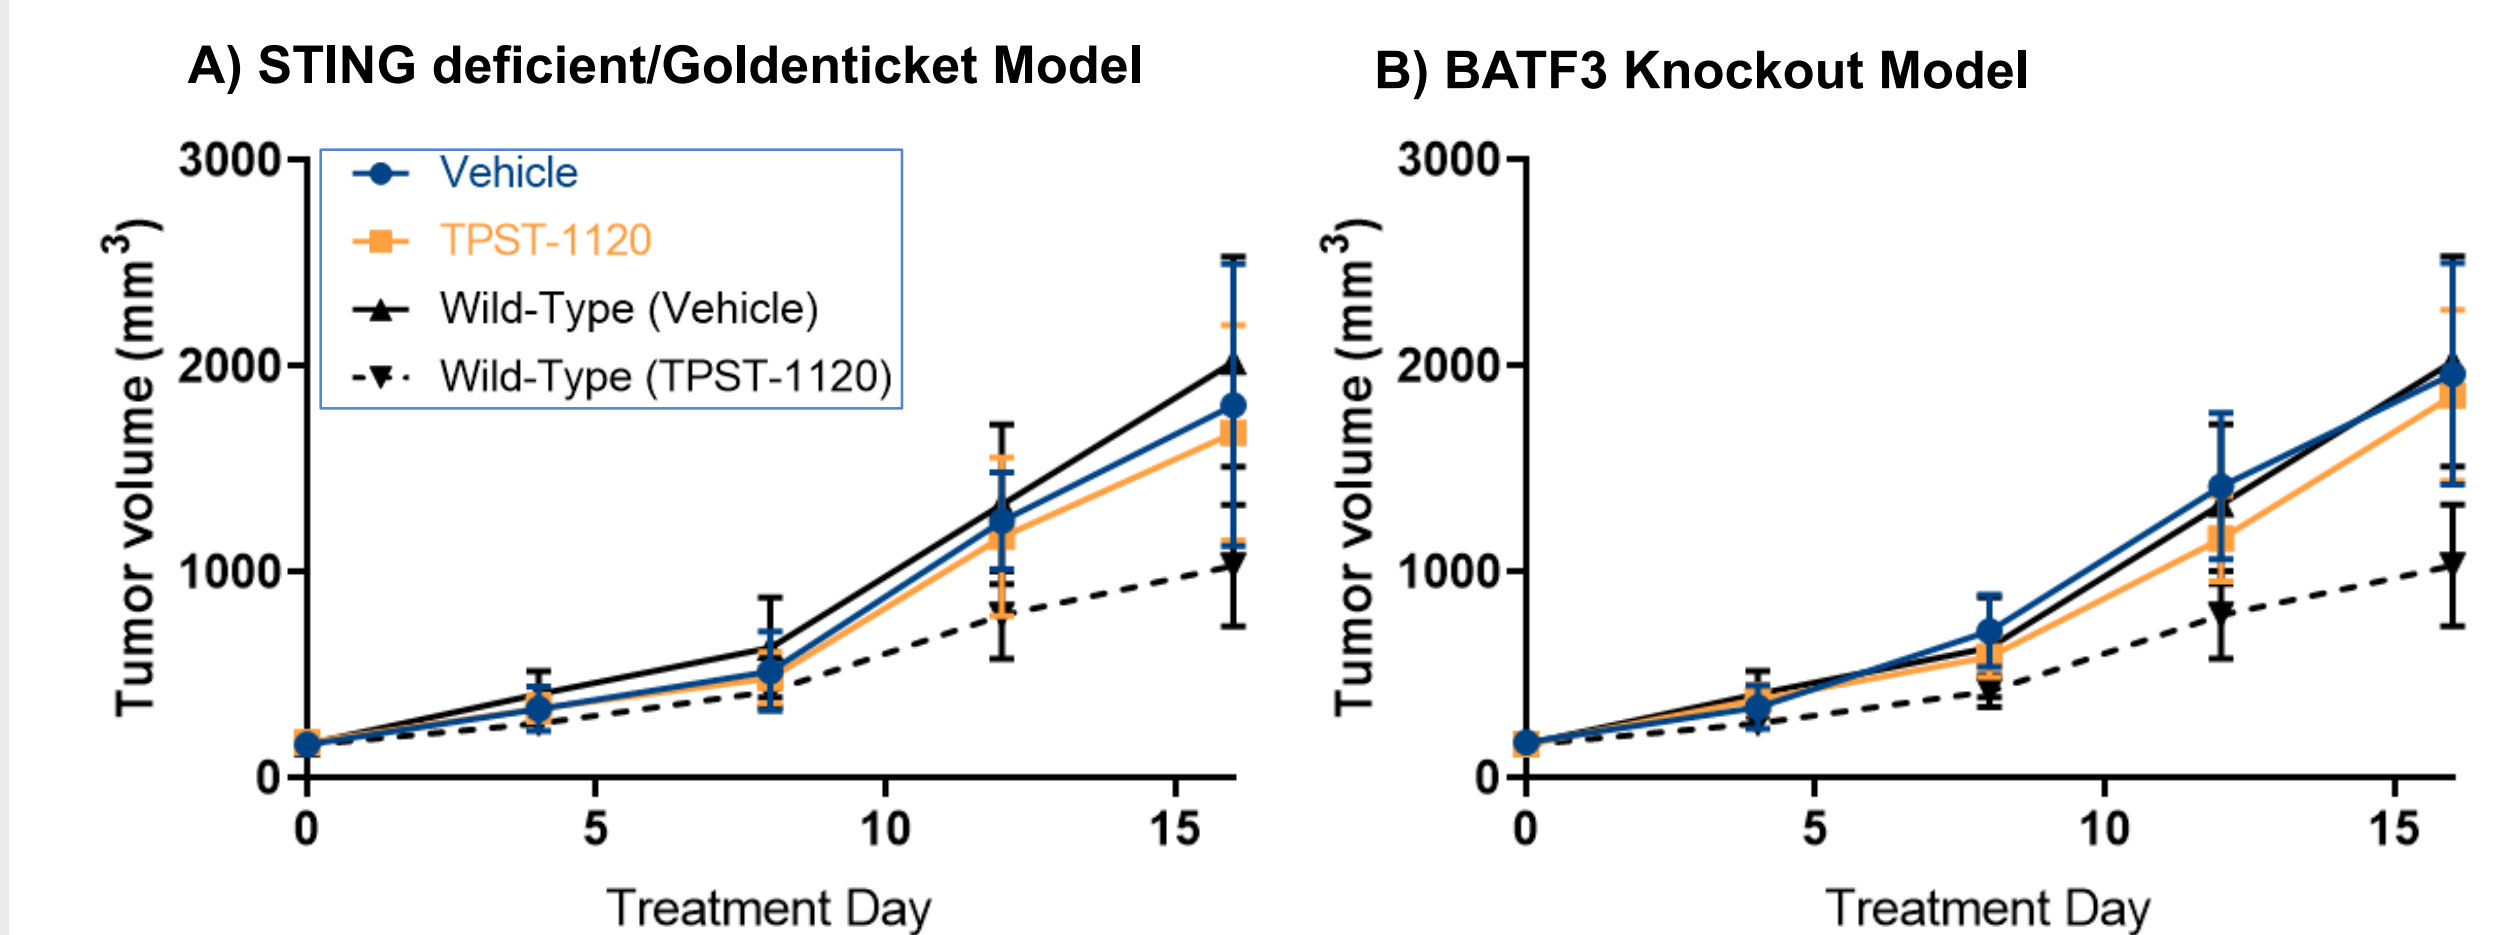 A) STING deficient/Goldenticket Model
3000
2000
1000
0
Tumor volume (mm³)
Vehicle
TPST-1120
Wild-Type (Vehicle)
Wild-Type (TPST-1120)
0 5 10 15
Treatment Day
B) BATF3 Knockout Model
3000
2000
1000
0
Tumor volume (mm³)
0 5 10 15
Treatment Day